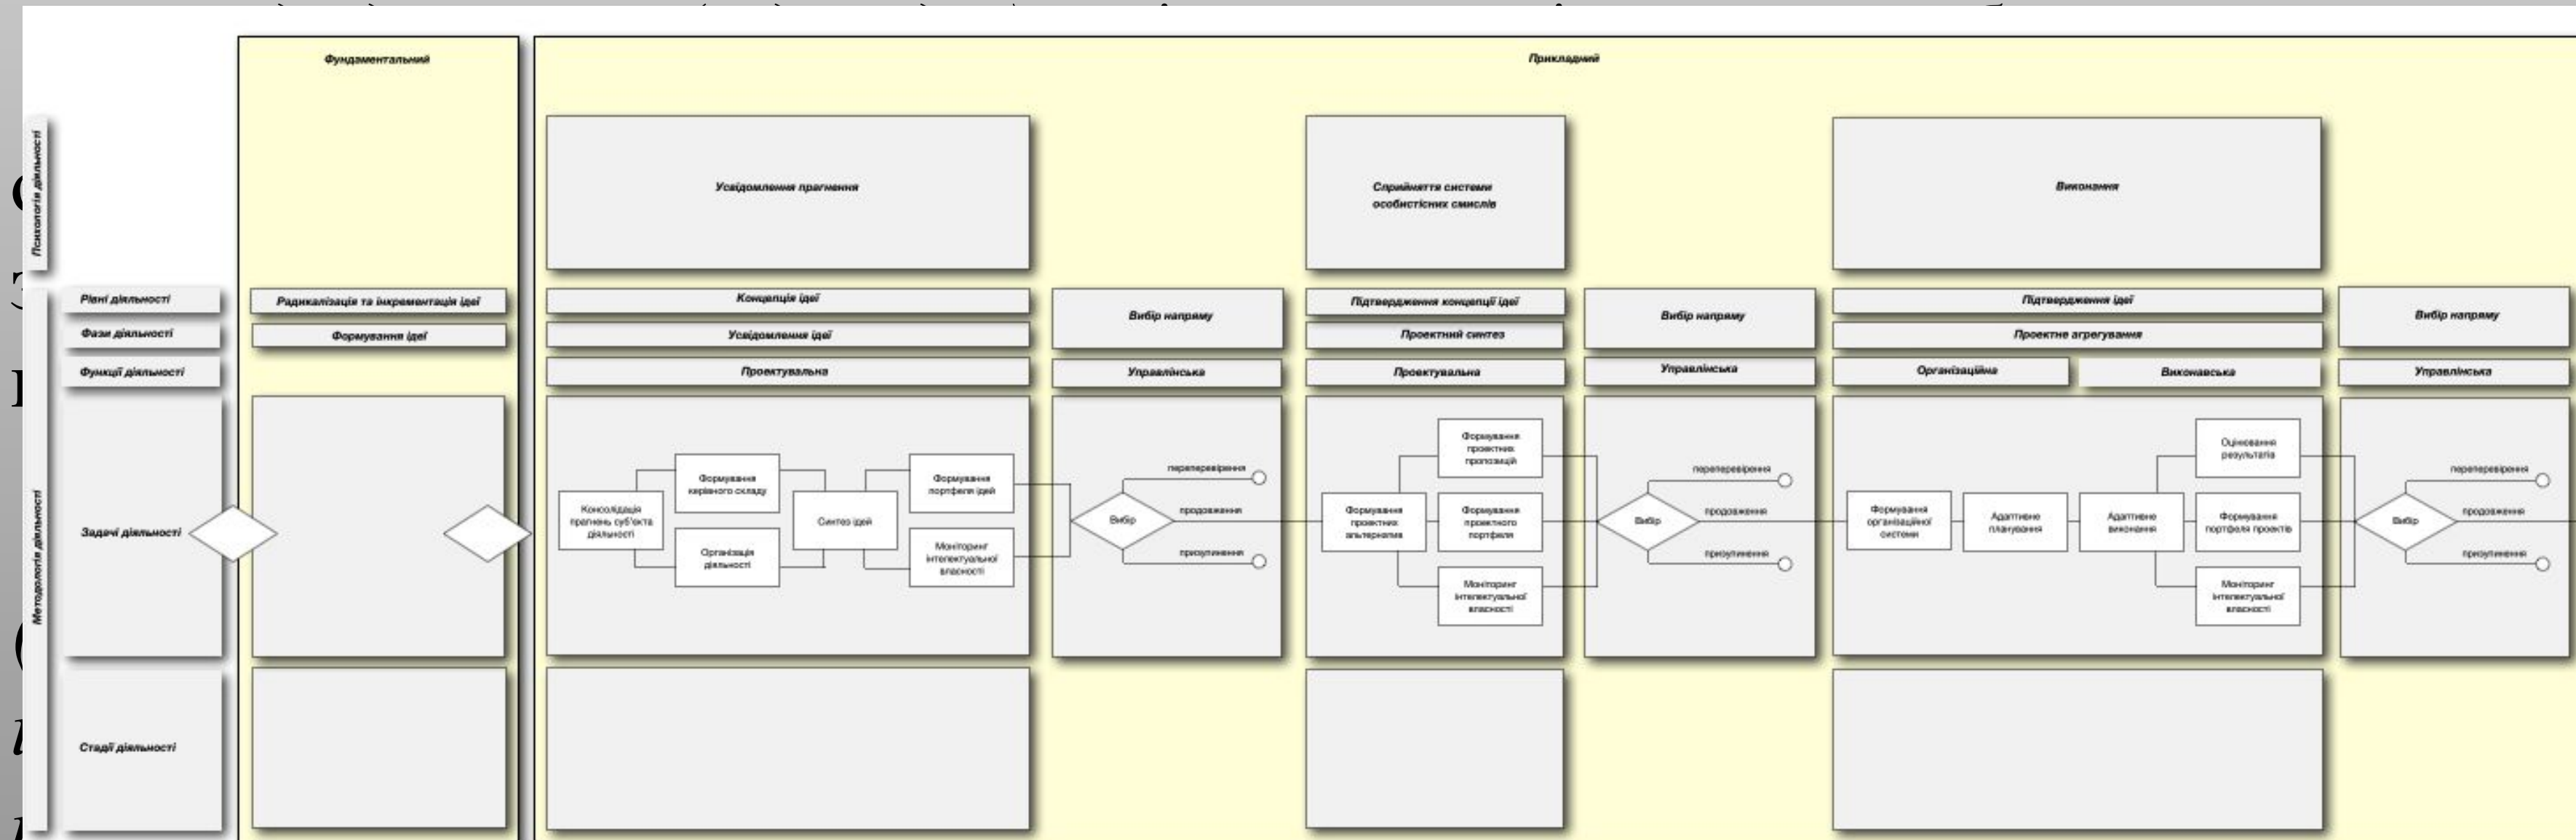 Фундаментальний
Прикладний
Психологія діяльності
Усвідомлення прагнення
Сприйняття системи
особистісних смислів
Виконання
Рівні діяльності
Радикалізація та інкрементація ідеї
Концепція ідеї
Вибір напряму
Підтвердження концепції ідеї
Вибір напряму
Підтвердження ідеї
Вибір напряму
Фази діяльності
Формування ідеї
Усвідомлення ідеї
Проектний синтез
Проектне агрегування
Функції діяльності
Проектувальна
Управлінська
Проектувальна
Управлінська
Організаційна
Виконавська
Управлінська
Методологія діяльності
Задачі діяльності
Консолідація
прагнень суб'єкта
діяльності
Формування
керівного складу
Організація
діяльності
Синтез ідей
Формування
портфеля ідей
Моніторинг
інтелектуальної
власності
Вибір
переперевірення
продовження
призупинення
Формування
проектних
альтернатив
Формування
проектних
пропозицій
Формування
проектного
портфеля
Моніторинг
інтелектуальної
власності
Вибір
переперевірення
продовження
призупинення
Формування
організаційної
системи
Адаптивне
планування
Адаптивне
виконання
Оцінювання
результатів
Формування
портфеля проектів
Моніторинг
інтелектуальної
власності
Вибір
переперевірення
продовження
призупинення
Стадії діяльності